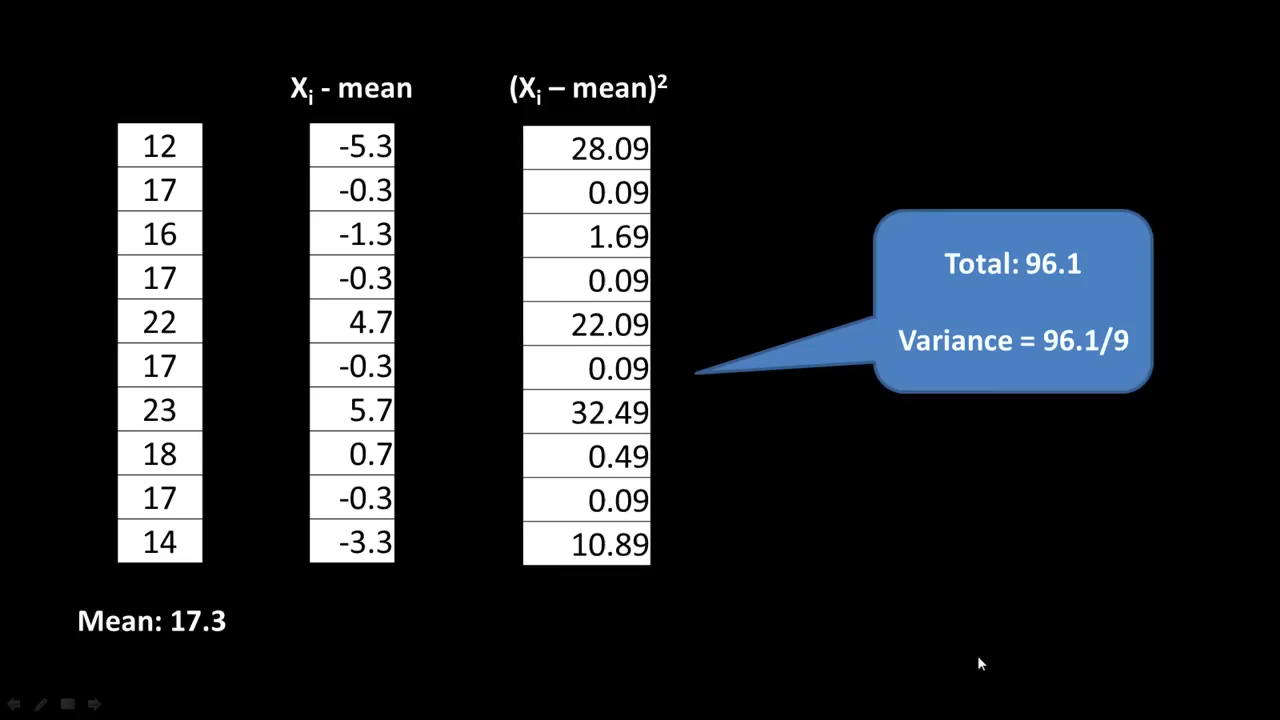 Xi - mean (Xi – mean)²
12 -5.3 28.09
17 -0.3 0.09
16 -1.3 1.69
17 -0.3 0.09
22 4.7 22.09
17 -0.3 0.09
23 5.7 32.49
18 0.7 0.49
17 -0.3 0.09
14 -3.3 10.89
Total: 96.1
Variance = 96.1/9
Mean: 17.3